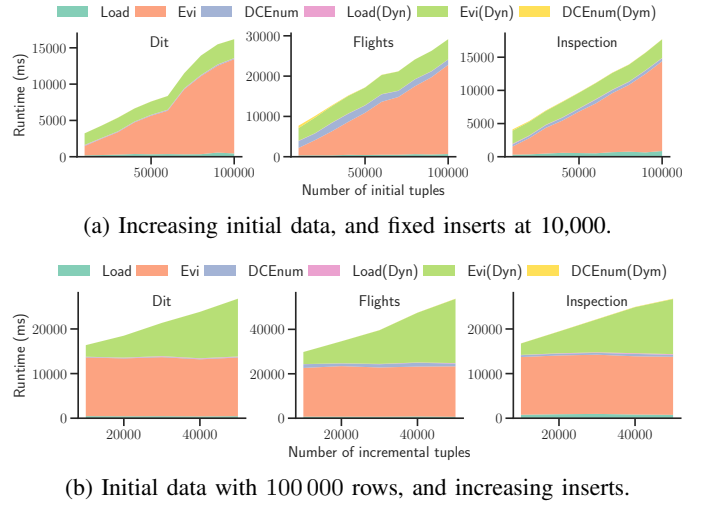 Load Evi DCEnum Load(Dyn) Evi(Dyn) DCEnum(Dym)
Dit Flights Inspection
Runtime (ms)
15000
10000
5000
0
50000 100000
30000
20000
10000
0
50000 100000
15000
10000
5000
0
50000 100000
Number of initial tuples
(a) Increasing initial data, and fixed inserts at 10,000.
Load Evi DCEnum Load(Dyn) Evi(Dyn) DCEnum(Dym)
Dit Flights Inspection
Runtime (ms)
20000
10000
0
20000 40000
40000
20000
0
20000 40000
20000
10000
0
20000 40000
Number of incremental tuples
(b) Initial data with 100 000 rows, and increasing inserts.